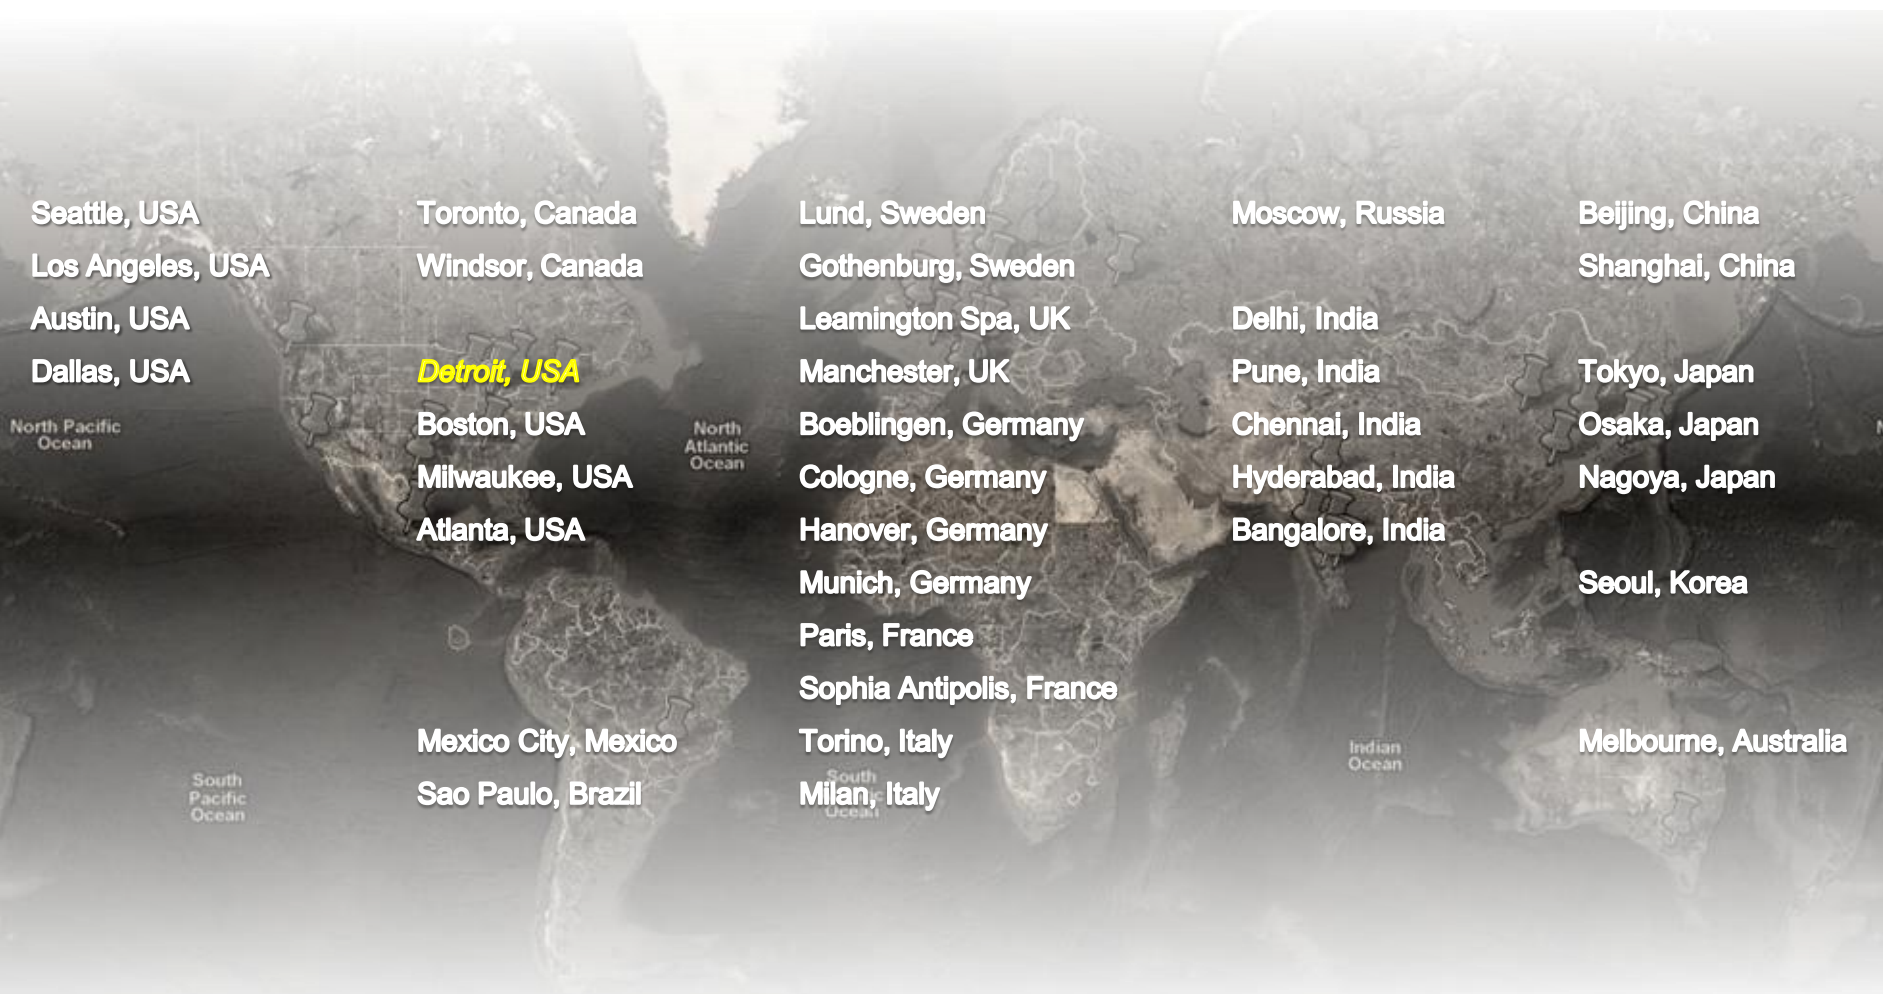 Seattle, USA
Los Angeles, USA
Austin, USA
Dallas, USA
North Pacific
Ocean
South
Pacific
Ocean
Toronto, Canada
Windsor, Canada
Detroit, USA
Boston, USA
Milwaukee, USA
Atlanta, USA
Mexico City, Mexico
Sao Paulo, Brazil
North
Atlantic
Ocean
Lund, Sweden
Gothenburg, Sweden
Leamington Spa, UK
Manchester, UK
Boeblingen, Germany
Cologne, Germany
Hanover, Germany
Munich, Germany
Paris, France
Sophia Antipolis, France
Torino, Italy
South
Milan, Italy
Ocean
Moscow, Russia
Delhi, India
Pune, India
Chennai, India
Hyderabad, India
Bangalore, India
Indian
Ocean
Beijing, China
Shanghai, China
Tokyo, Japan
Osaka, Japan
Nagoya, Japan
Seoul, Korea
Melbourne, Australia